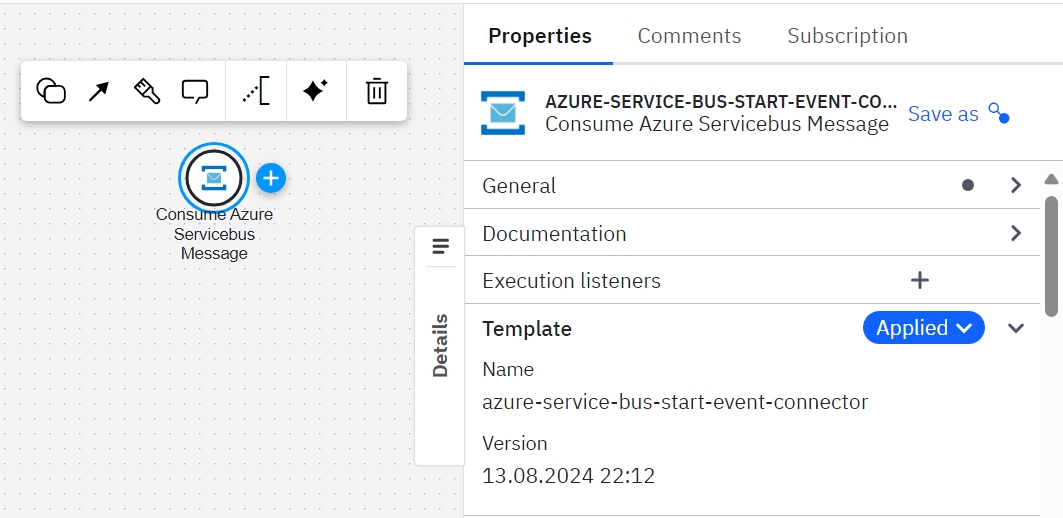 Properties
Comments
Subscription
AZURE-SERVICE-BUS-START-EVENT-CO...
Consume Azure Servicebus Message
Save as
General
Documentation
Execution listeners
Template
Applied
Name
azure-service-bus-start-event-connector
Version
13.08.2024 22:12
Details
Consume Azure
Servicebus
Message